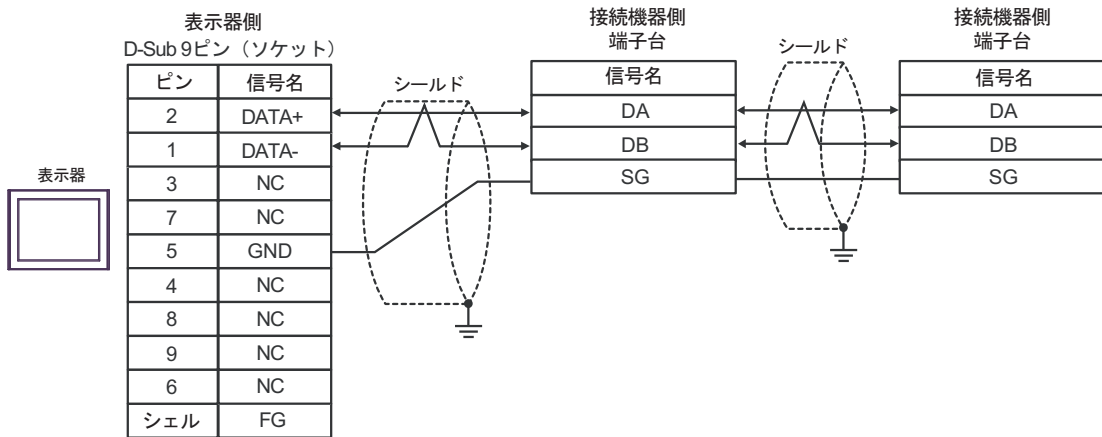 表示器側
D-Sub 9ピン（ソケット）
ピン 信号名
2 DATA+
1 DATA-
3 NC
7 NC
5 GND
4 NC
8 NC
9 NC
6 NC
シェル FG
表示器
シールド
接続機器側
端子台
信号名
DA
DB
SG
シールド
接続機器側
端子台
信号名
DA
DB
SG